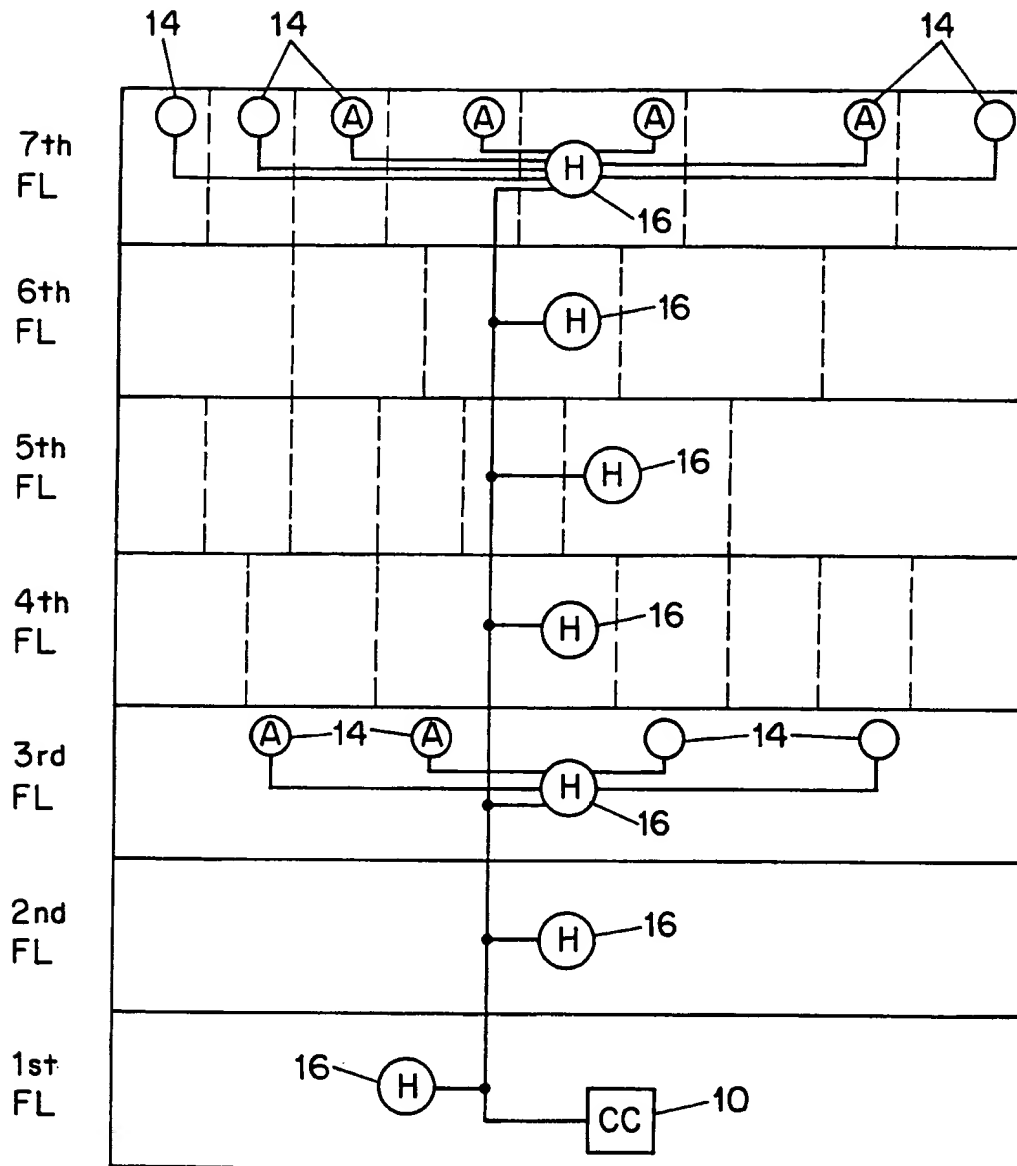 14 14 14
7th FL
A A A A
H
16
6th FL
H 16
5th FL
H 16
4th FL
H 16
3rd FL
A 14 A 14
H
16
2nd FL
H 16
1st FL
16 H
CC 10